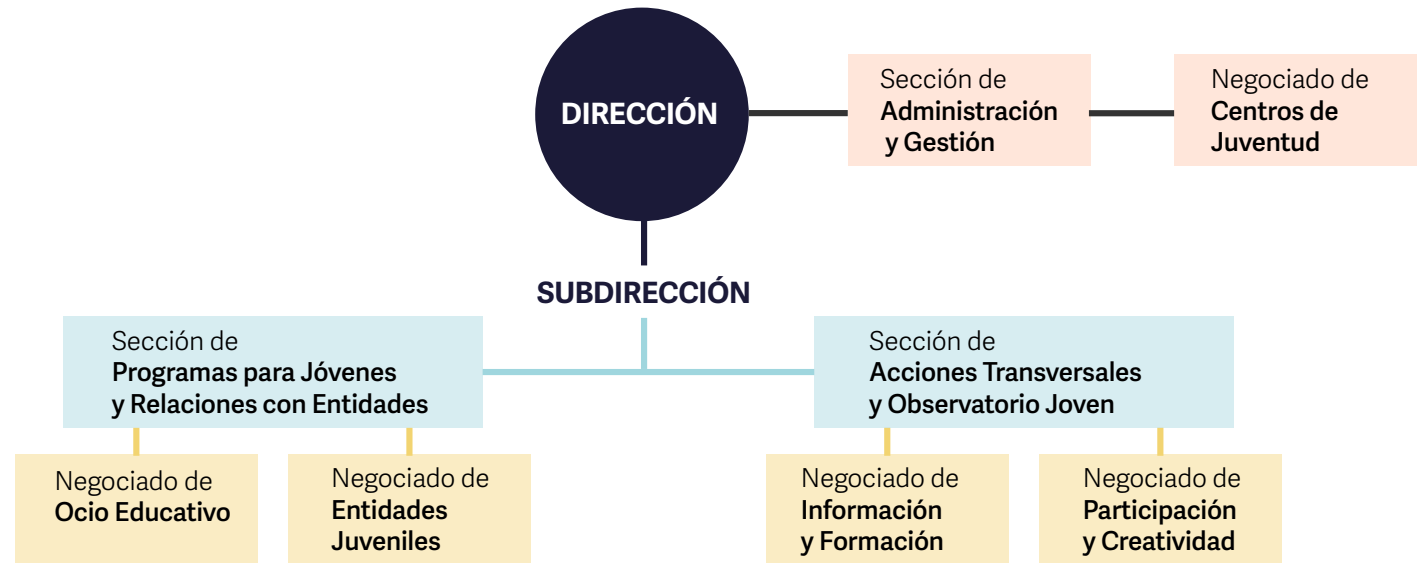 DIRECCIÓN
Sección de
Administración
y Gestión
Negociado de
Centros de
Juventud
SUBDIRECCIÓN
Sección de
Programas para Jóvenes
y Relaciones con Entidades
Sección de
Acciones Transversales
y Observatorio Joven
Negociado de
Ocio Educativo
Negociado de
Entidades
Juveniles
Negociado de
Información
y Formación
Negociado de
Participación
y Creatividad